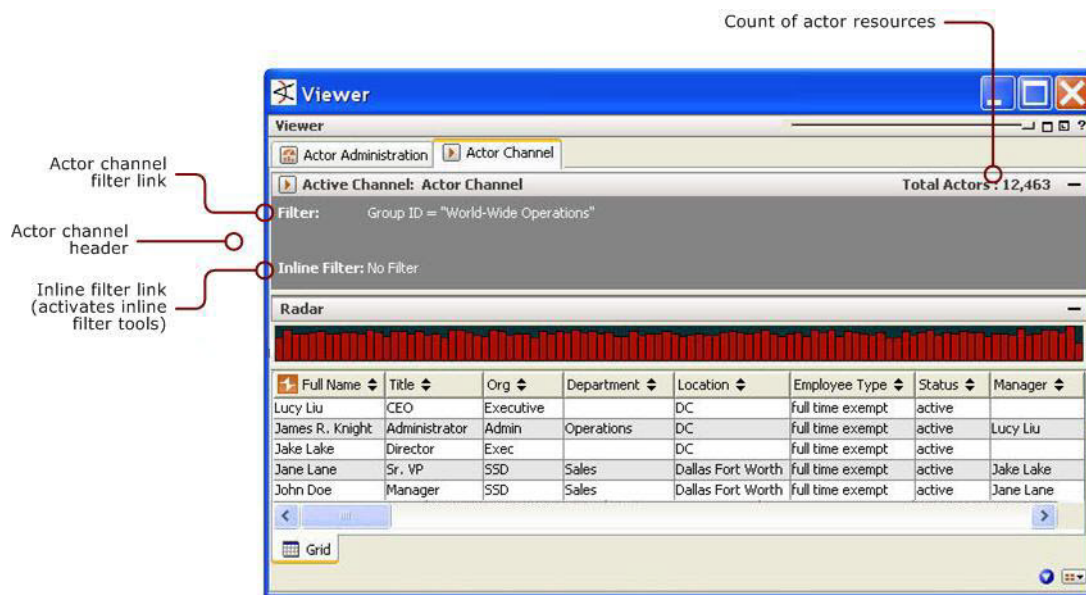 Count of actor resources
Viewer
Viewer
?
Actor Administration Actor Channel
Actor channel
filter link
Active Channel: Actor Channel Total Actors : 12,463
Filter: Group ID = "World-Wide Operations"
Actor channel
header
Inline Filter: No Filter
Inline filter link
(activates inline
filter tools)
Radar
Full Name Title Org Department Location Employee Type Status Manager
Lucy Liu CEO Executive DC full time exempt active
James R. Knight Administrator Admin Operations DC full time exempt active Lucy Liu
Jake Lake Director Exec DC full time exempt active
Jane Lane Sr. VP SSD Sales Dallas Fort Worth full time exempt active Jake Lake
John Doe Manager SSD Sales Dallas Fort Worth full time exempt active Jane Lane
Grid